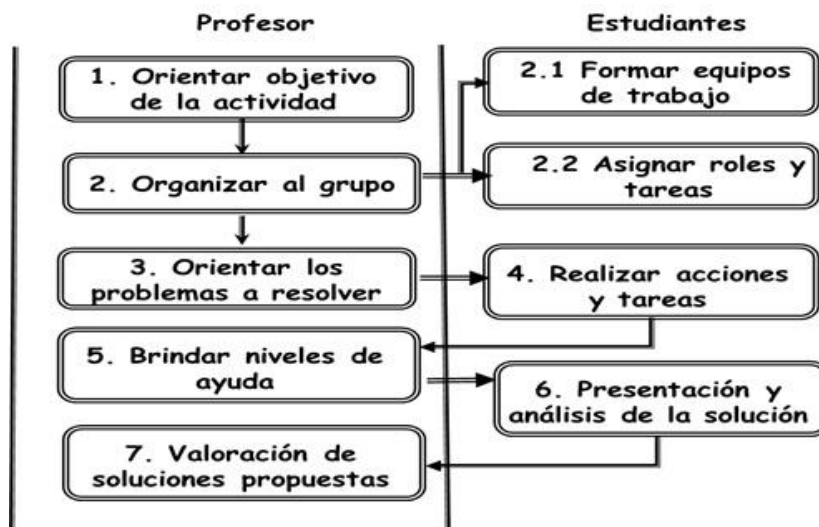 Profesor
Estudiantes
1. Orientar objetivo
de la actividad
2.1 Formar equipos
de trabajo
2. Organizar al grupo
2.2 Asignar roles y
tareas
3. Orientar los
problemas a resolver
4. Realizar acciones
y tareas
5. Brindar niveles de
ayuda
6. Presentación y
análisis de la solución
7. Valoración de
soluciones propuestas